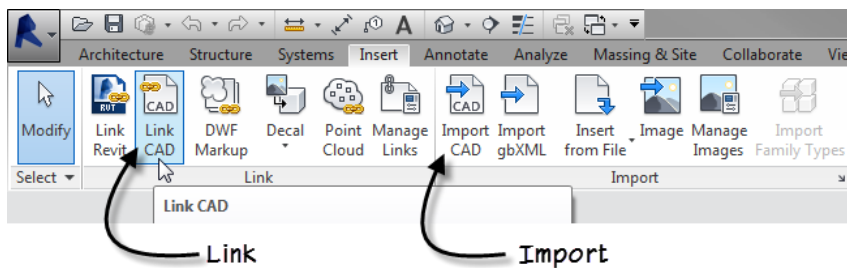 A
Architecture Structure Systems Insert Annotate Analyze Massing & Site Collaborate Vie
RVT CAD CAD
Modify Link Link DWF Decal Point Manage Import Import Insert Image Manage Import
Revit CAD Markup Cloud Links CAD gbXML from File Images Family Types
Select Link Import
Link CAD
Link Import